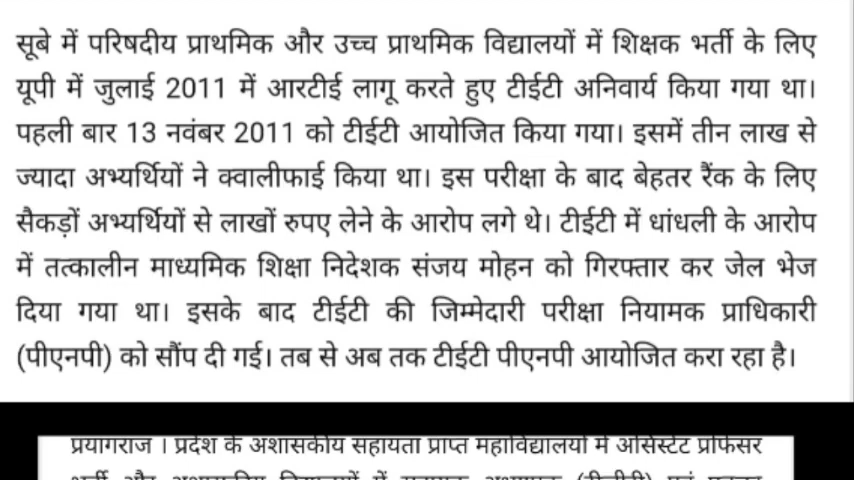 सूबे में परिषदीय प्राथमिक और उच्च प्राथमिक विद्यालयों में शिक्षक भर्ती के लिए
यूपी में जुलाई 2011 में आरटीई लागू करते हुए टीईटी अनिवार्य किया गया था।
पहली बार 13 नवंबर 2011 को टीईटी आयोजित किया गया। इसमें तीन लाख से
ज्यादा अभ्यर्थियों ने क्वालीफाई किया था। इस परीक्षा के बाद बेहतर रैंक के लिए
सैकड़ों अभ्यर्थियों से लाखों रुपए लेने के आरोप लगे थे। टीईटी में धांधली के आरोप
में तत्कालीन माध्यमिक शिक्षा निदेशक संजय मोहन को गिरफ्तार कर जेल भेज
दिया गया था। इसके बाद टीईटी की जिम्मेदारी परीक्षा नियामक प्राधिकारी
(पीएनपी) को सौंप दी गई। तब से अब तक टीईटी पीएनपी आयोजित करा रहा है।
प्रयागराज । प्रदेश के अशासकीय सहायता प्राप्त महाविद्यालयों में असिस्टेंट प्रोफेसर